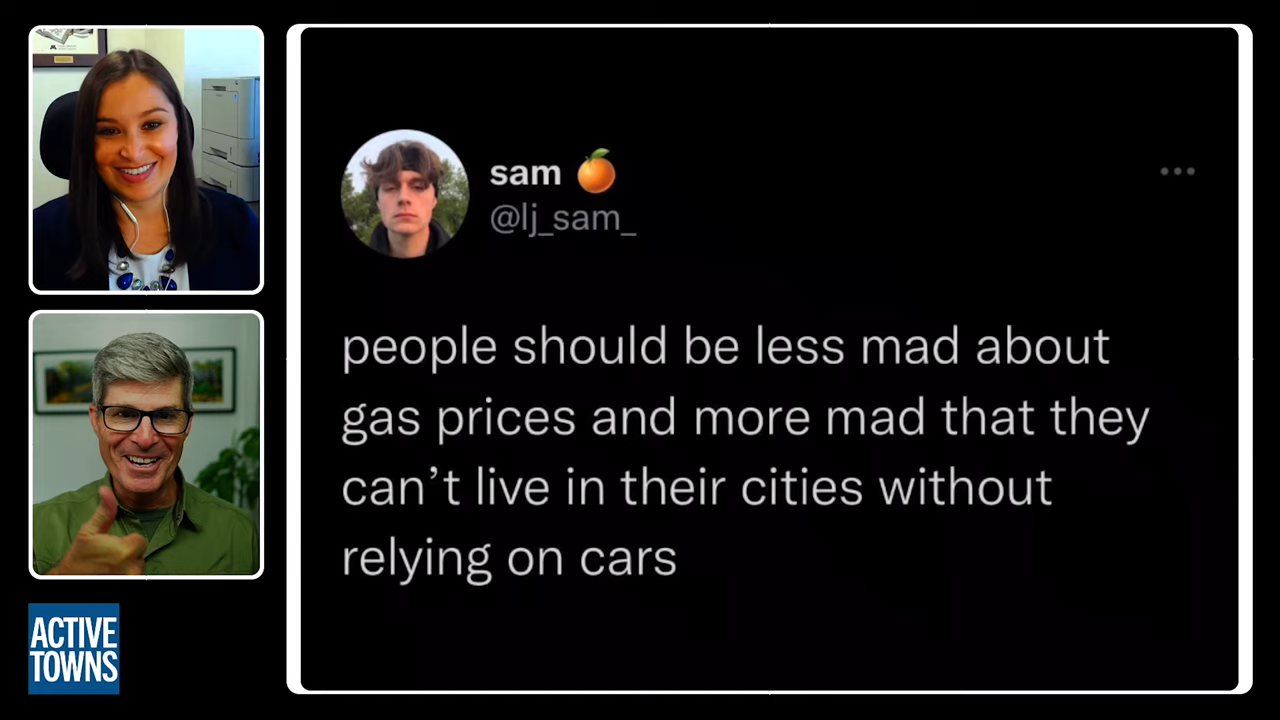 sam 🍊
@lj_sam_
people should be less mad about
gas prices and more mad that they
can’t live in their cities without
relying on cars
ACTIVE
TOWNS